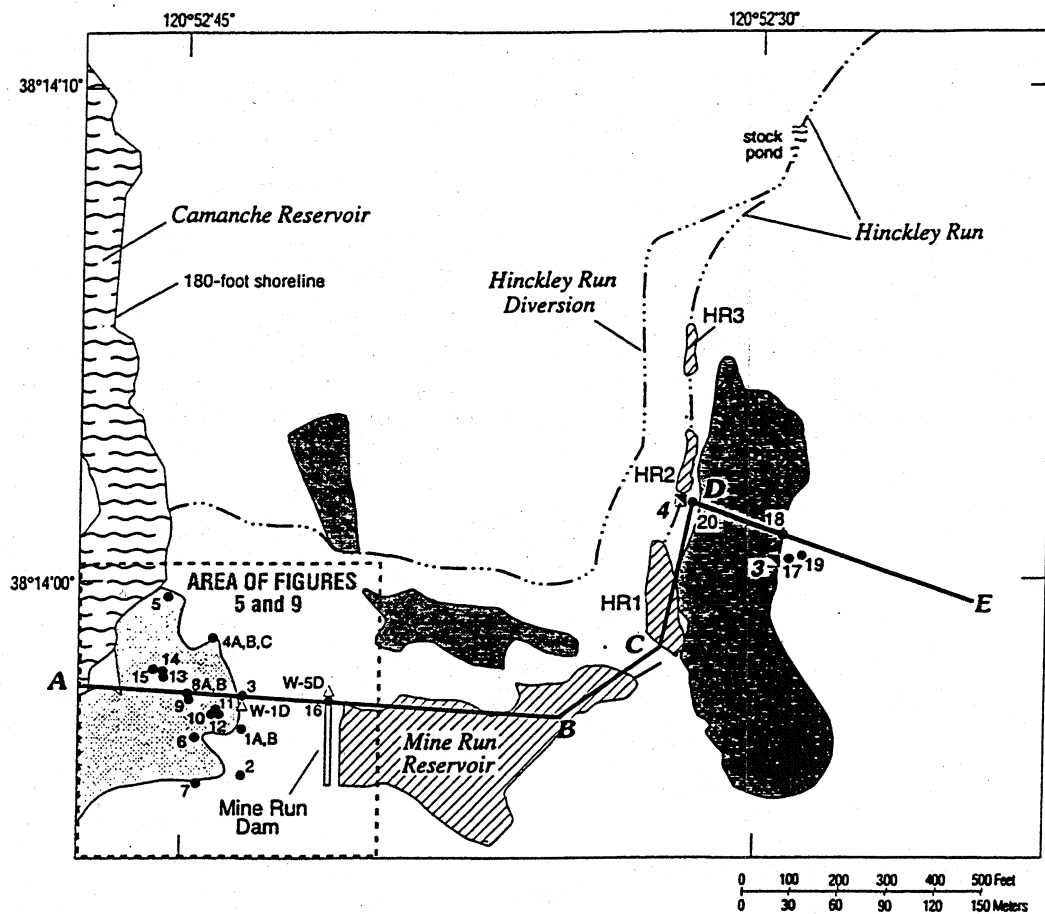 120°52'45"
120°52'30"
38°14'10"
stock
pond
Camanche Reservoir
Hinckley Run
180-foot shoreline
Hinckley Run
Diversion
HR3
HR2
D
4
20
18
3
17
19
38°14'00"
AREA OF FIGURES
5 and 9
HR1
E
5
4A,B,C
C
14
15
13
A
8A,B
3
W-5D
9
11
W-1D
16
10
12
B
6
1A,B
Mine Run
Reservoir
2
7
Mine Run
Dam
0 100 200 300 400 500 Feet
0 30 60 90 120 150 Meters